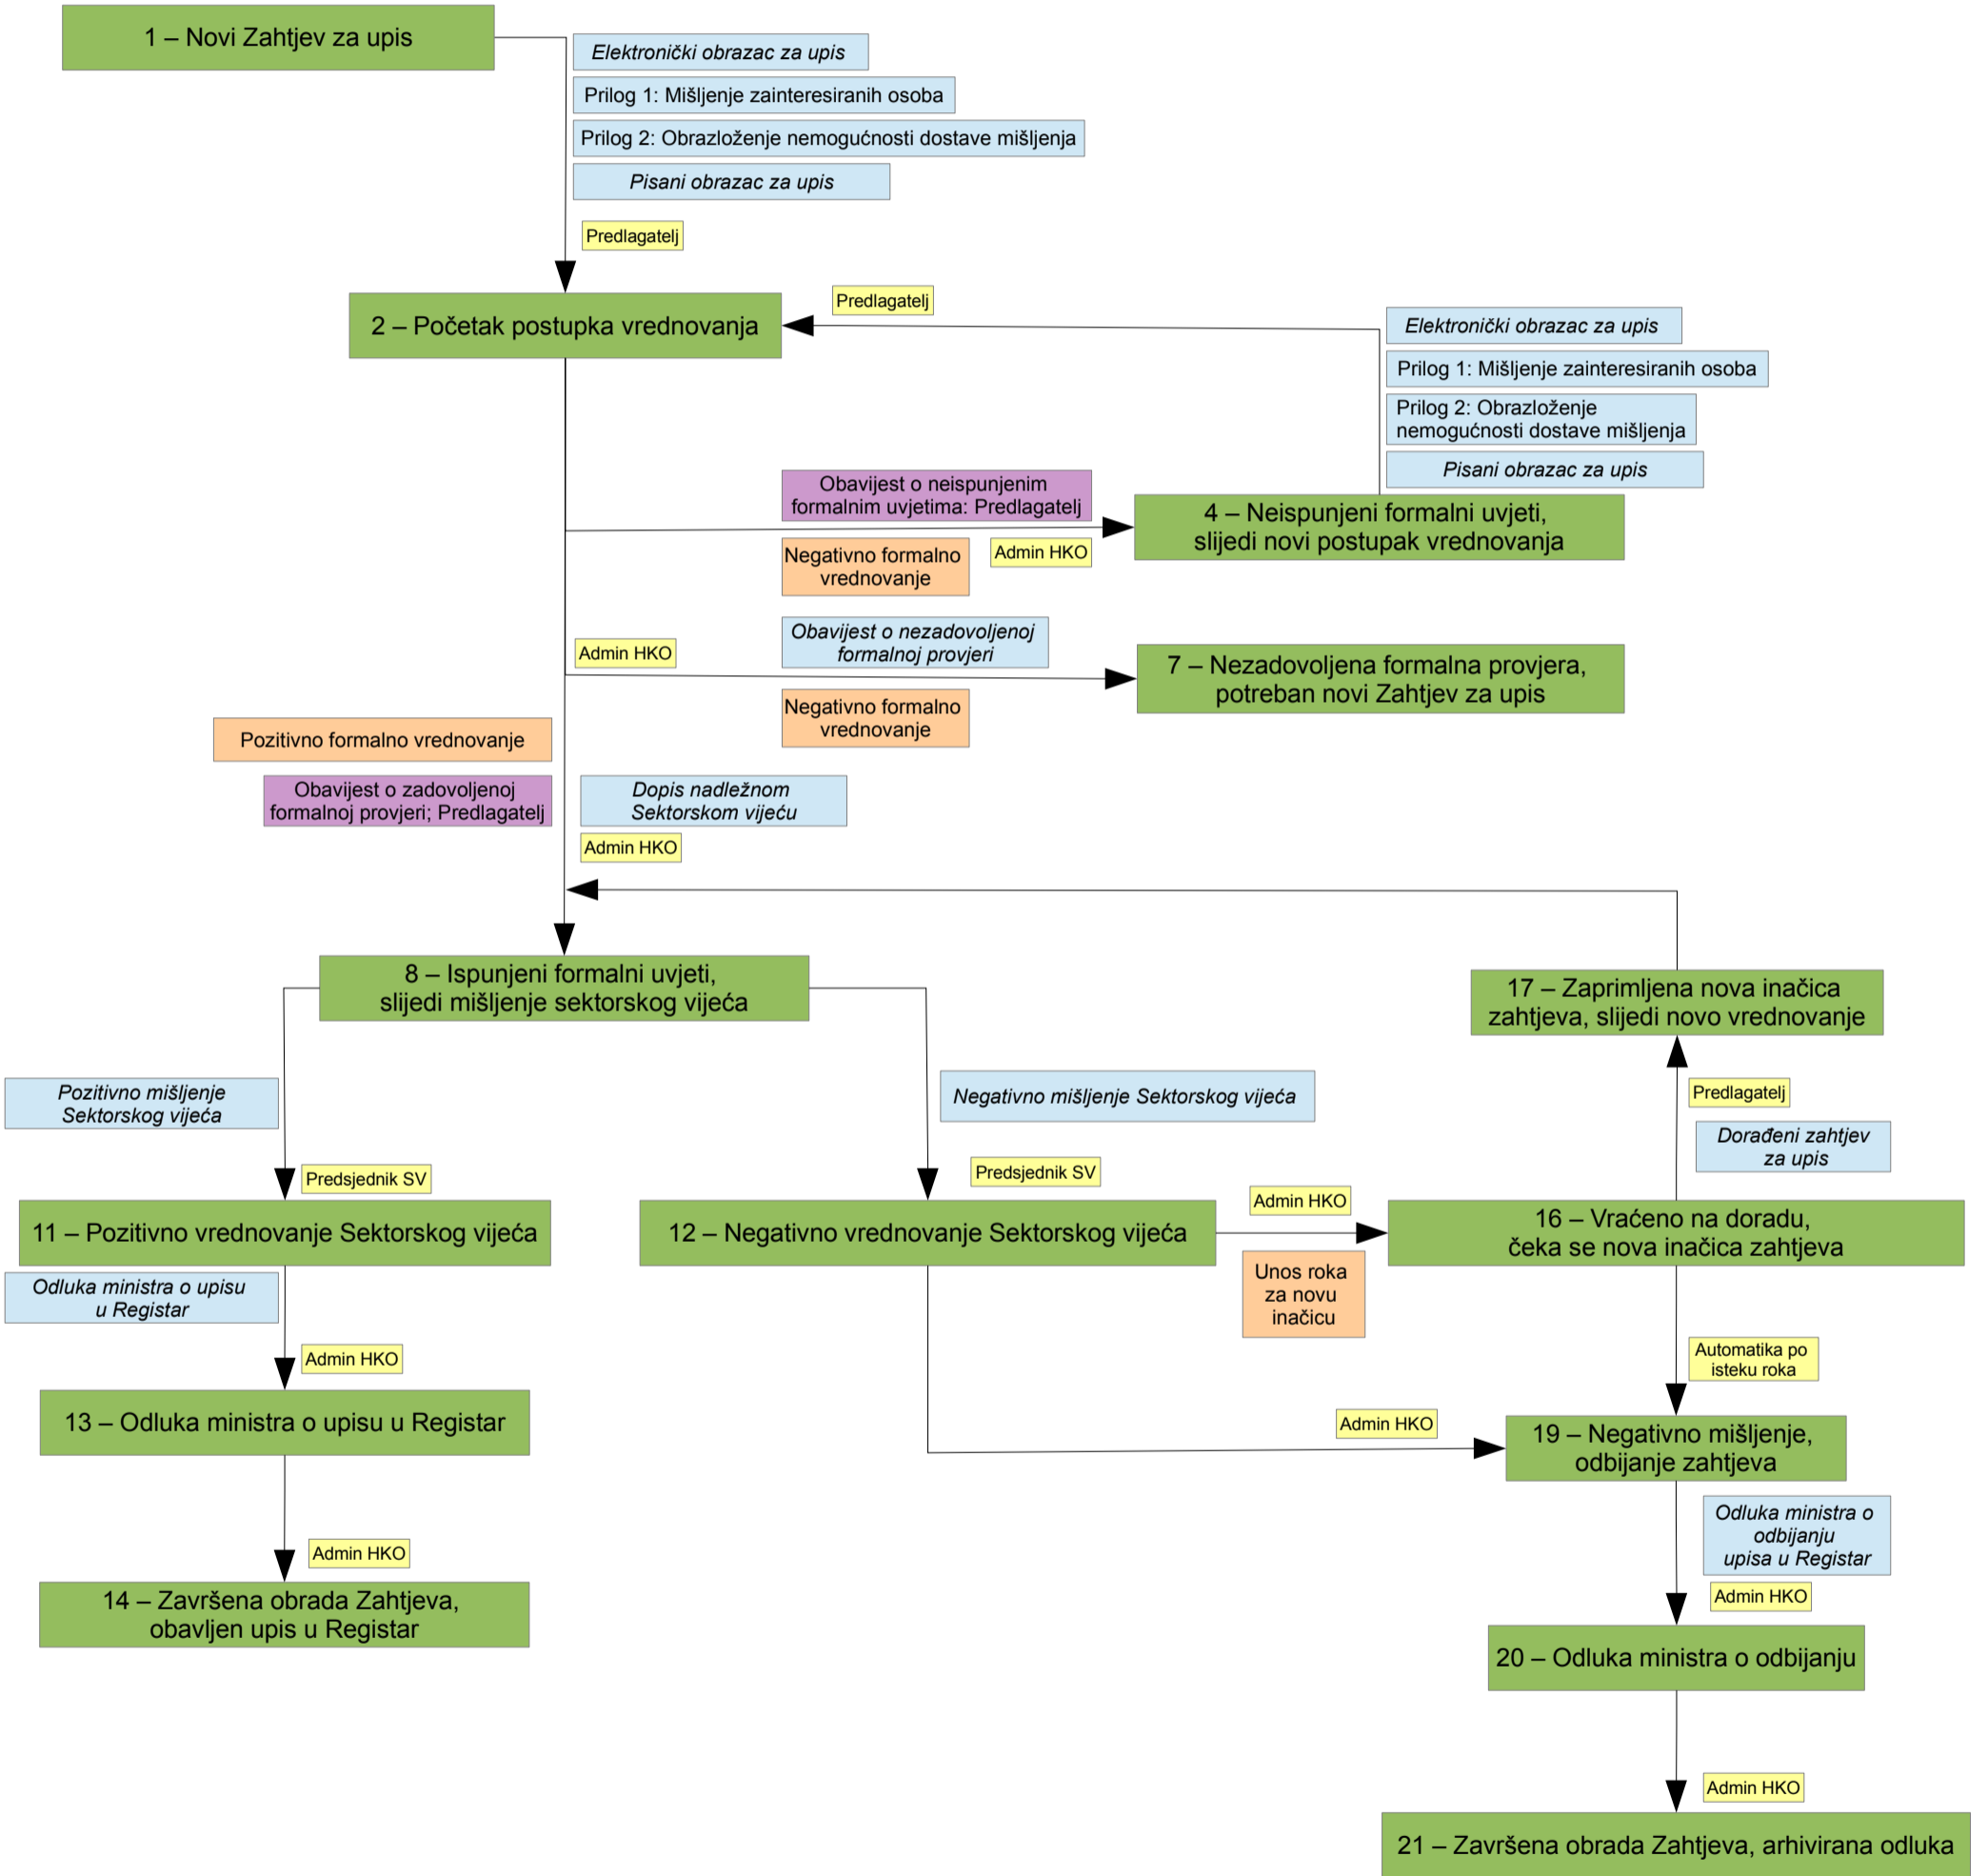 1 – Novi Zahtjev za upis
Elektronički obrazac za upis
Prilog 1: Mišljenje zainteresiranih osoba
Prilog 2: Obrazloženje nemogućnosti dostave mišljenja
Pisani obrazac za upis
Predlagatelj
2 – Početak postupka vrednovanja
Predlagatelj
Elektronički obrazac za upis
Prilog 1: Mišljenje zainteresiranih osoba
Prilog 2: Obrazloženje
nemogućnosti dostave mišljenja
Pisani obrazac za upis
Obavijest o neispunjenim
formalnim uvjetima: Predlagatelj
4 – Neispunjeni formalni uvjeti,
slijedi novi postupak vrednovanja
Negativno formalno
vrednovanje
Admin HKO
Admin HKO
Obavijest o nezadovoljenoj
formalnoj provjeri
7 – Nezadovoljena formalna provjera,
potreban novi Zahtjev za upis
Negativno formalno
vrednovanje
Pozitivno formalno vrednovanje
Obavijest o zadovoljenoj
formalnoj provjeri; Predlagatelj
Dopis nadležnom
Sektorskom vijeću
Admin HKO
8 – Ispunjeni formalni uvjeti,
slijedi mišljenje sektorskog vijeća
17 – Zaprimljena nova inačica
zahtjeva, slijedi novo vrednovanje
Pozitivno mišljenje
Sektorskog vijeća
Negativno mišljenje Sektorskog vijeća
Predlagatelj
Dorađeni zahtjev
za upis
Predsjednik SV
Predsjednik SV
Admin HKO
11 – Pozitivno vrednovanje Sektorskog vijeća
12 – Negativno vrednovanje Sektorskog vijeća
16 – Vraćeno na doradu,
čeka se nova inačica zahtjeva
Odluka ministra o upisu
u Registar
Unos roka
za novu
inačicu
Admin HKO
Automatika po
isteku roka
13 – Odluka ministra o upisu u Registar
Admin HKO
19 – Negativno mišljenje,
odbijanje zahtjeva
Odluka ministra o
odbijanju
upisa u Registar
Admin HKO
Admin HKO
14 – Završena obrada Zahtjeva,
obavljen upis u Registar
20 – Odluka ministra o odbijanju
Admin HKO
21 – Završena obrada Zahtjeva, arhivirana odluka